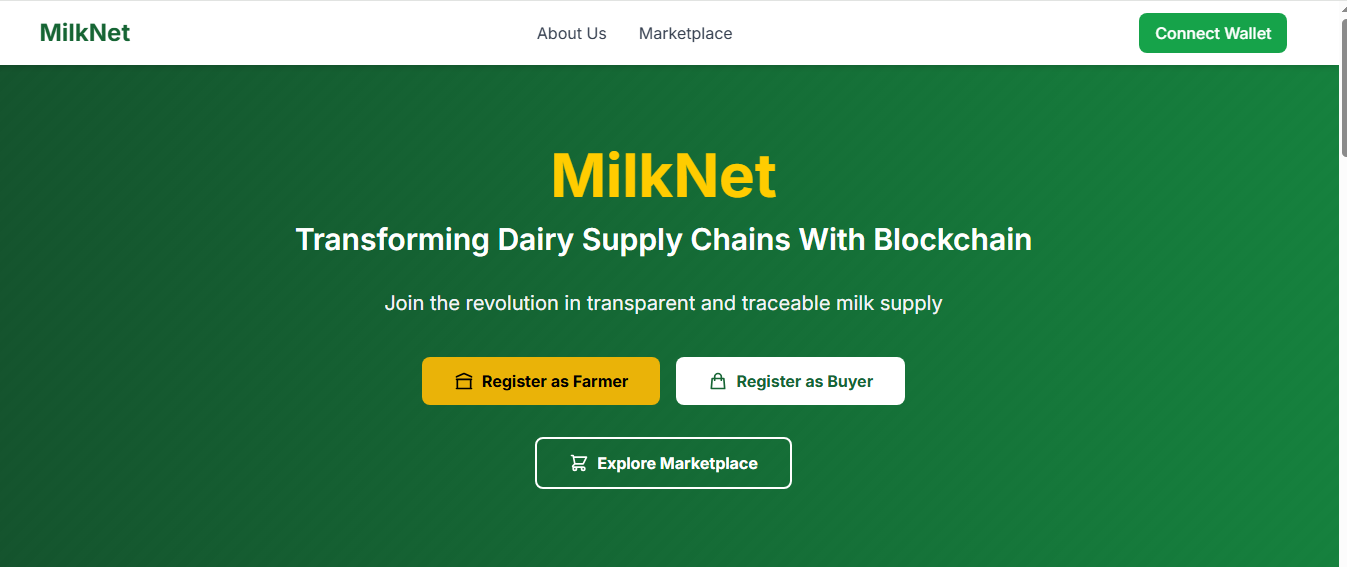 MilkNet
About Us
Marketplace
Connect Wallet
MilkNet
Transforming Dairy Supply Chains With Blockchain
Join the revolution in transparent and traceable milk supply
Register as Farmer
Register as Buyer
Explore Marketplace